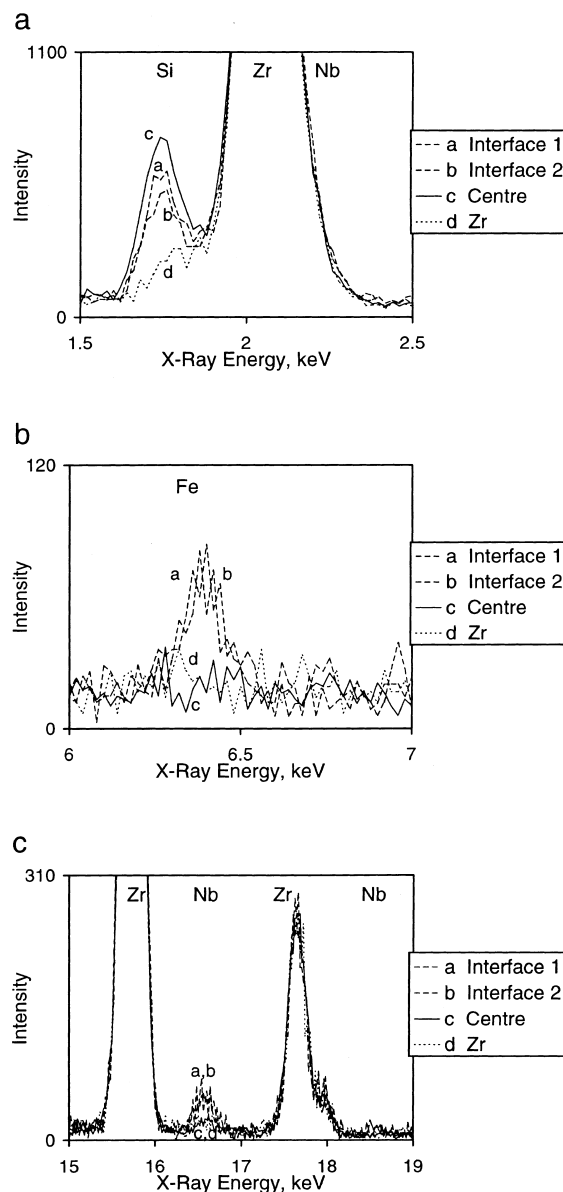 a
1100
Si Zr Nb
c
a
b
d
Intensity
0
1.5 2 2.5
X-Ray Energy, keV
a Interface 1
b Interface 2
c Centre
d Zr
b
120
Fe
a b
d
c
Intensity
0
6 6.5 7
X-Ray Energy, keV
a Interface 1
b Interface 2
c Centre
d Zr
c
310
Zr Nb Zr Nb
a,b
c,d
Intensity
0
15 16 17 18 19
X-Ray Energy, keV
a Interface 1
b Interface 2
c Centre
d Zr